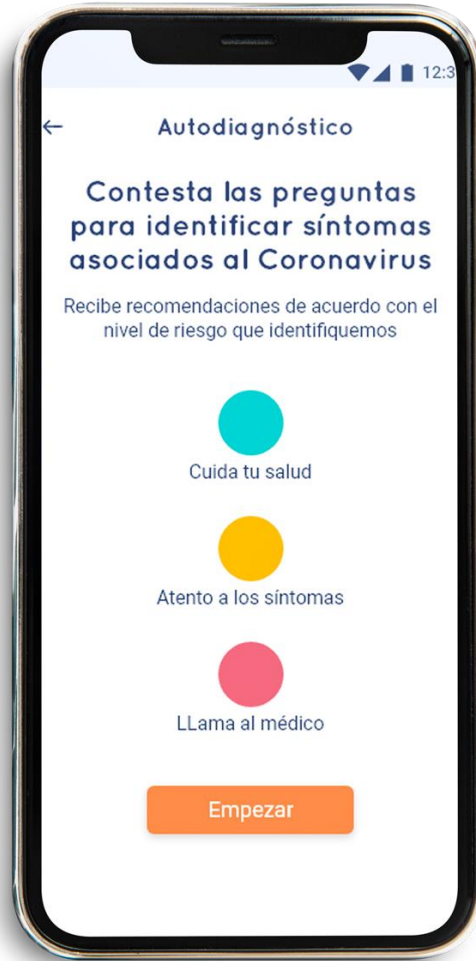 12:3
Autodiagnóstico
Contesta las preguntas
para identificar síntomas
asociados al Coronavirus
Recibe recomendaciones de acuerdo con el
nivel de riesgo que identifiquemos
Cuida tu salud
Atento a los síntomas
LLama al médico
Empezar